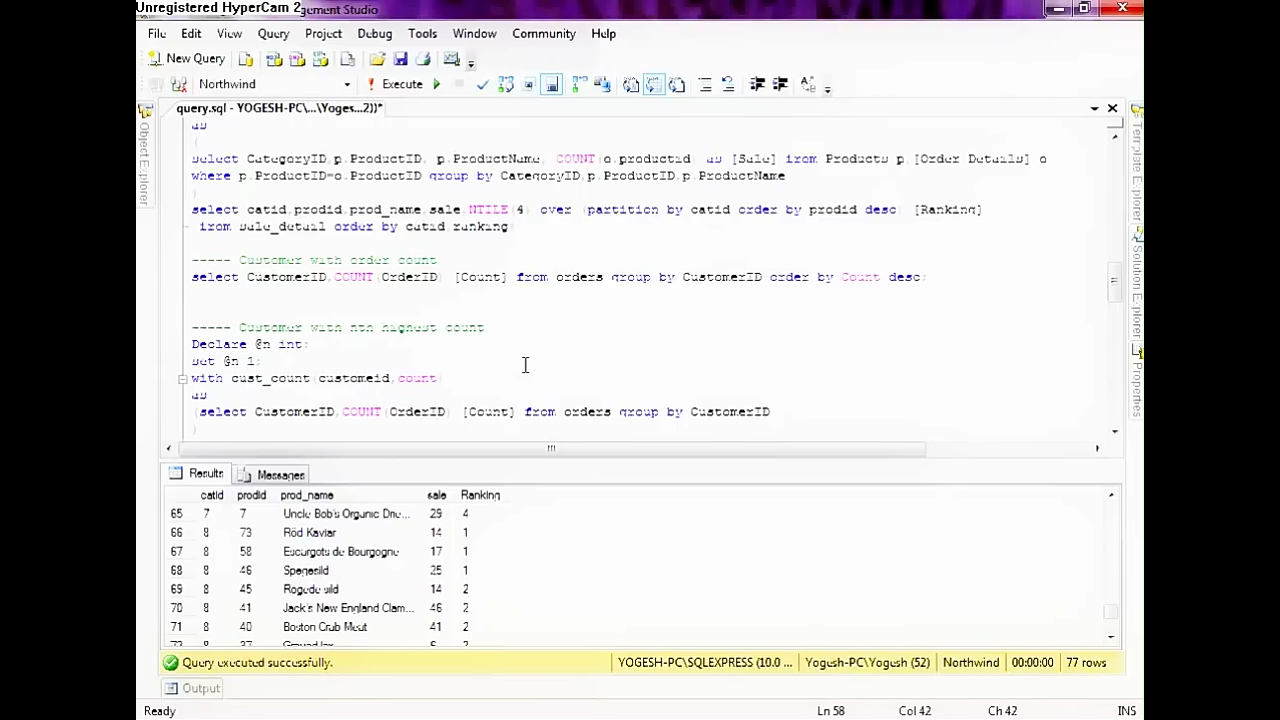 Unregistered HyperCam 2
gement Studio
File Edit View Query Project Debug Tools Window Community Help
New Query
Northwind Execute
query.sql - YOGESH-PC\...\Yoges...2))*
Object Explorer
Template Explorer
Solution Explorer
Properties
as
(
select CategoryID,p.ProductID, p.ProductName, COUNT(o.productid) as [Sale] from Products p,[Order Details] o
where p.ProductID=o.ProductID group by CategoryID,p.ProductID,p.ProductName
)
select catid,prodid,prod_name,sale,NTILE(4) over (partition by catid order by prodid desc) [Ranking]
from sale_detail order by catid,ranking
----- Customer with order count
select CustomerID,COUNT(OrderID) [Count] from orders group by CustomerID order by Count desc;
----- Customer with nth highest count
Declare @n int;
Set @n=1;
with cust_count(customeid,count)
as
(select CustomerID,COUNT(OrderID) [Count] from orders group by CustomerID
)
Results Messages
catid prodid prod_name sale Ranking
65 7 7 Uncle Bob's Organic Drie... 29 4
66 8 73 Röd Kaviar 14 1
67 8 58 Escargots de Bourgogne 17 1
68 8 46 Spegesild 25 1
69 8 45 Rogede sild 14 2
70 8 41 Jack's New England Clam... 46 2
71 8 40 Boston Crab Meat 41 2
Query executed successfully. YOGESH-PC\SQLEXPRESS (10.0 ... Yogesh-PC\Yogesh (52) Northwind 00:00:00 77 rows
Output
Ready Ln 58 Col 42 Ch 42 INS